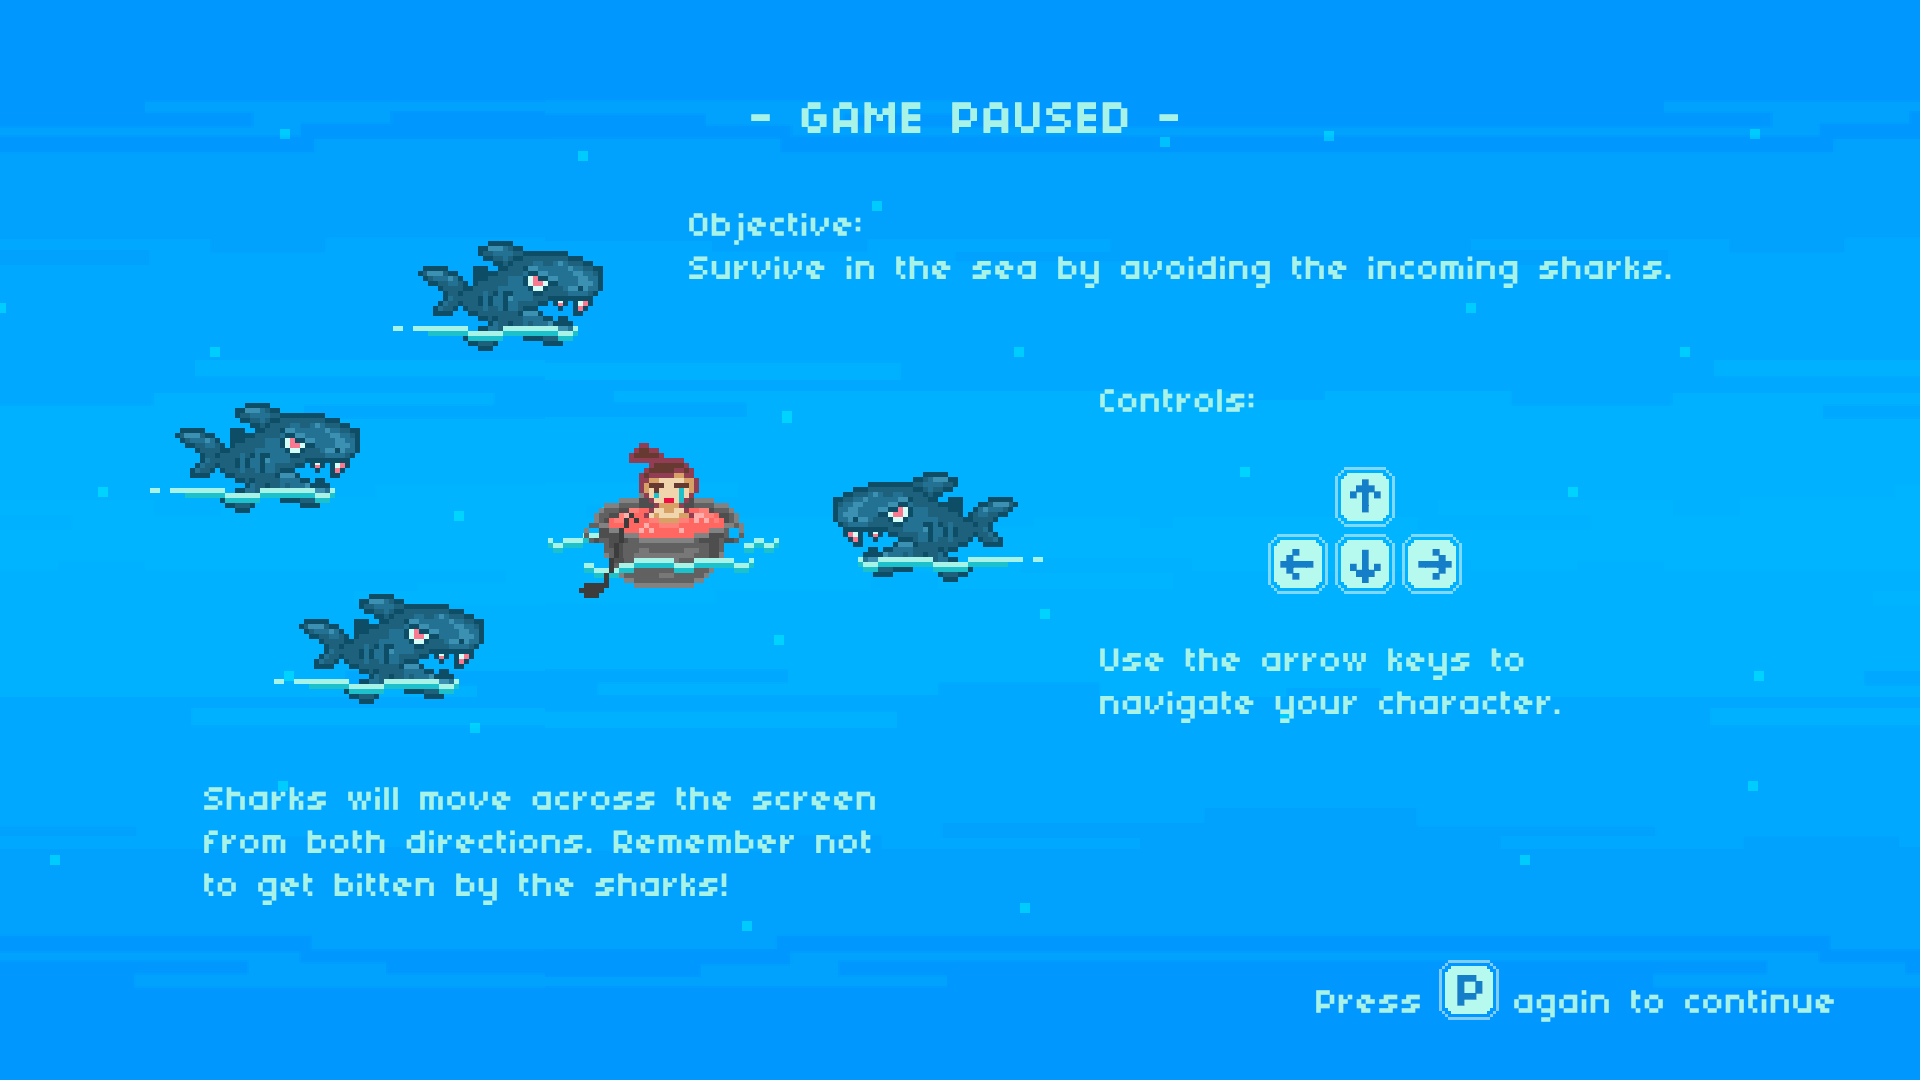 - GAME PAUSED -
Objective:
Survive in the sea by avoiding the incoming sharks.
Controls:
↑
← ↓ →
Use the arrow keys to
navigate your character.
Sharks will move across the screen
from both directions. Remember not
to get bitten by the sharks!
Press P again to continue